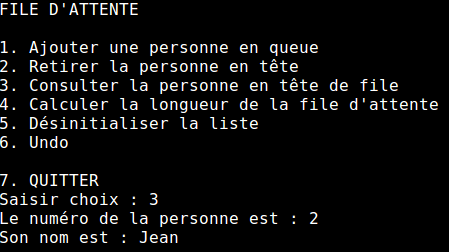 FILE D'ATTENTE
1. Ajouter une personne en queue
2. Retirer la personne en tête
3. Consulter la personne en tête de file
4. Calculer la longueur de la file d'attente
5. Désinitialiser la liste
6. Undo
7. QUITTER
Saisir choix : 3
Le numéro de la personne est : 2
Son nom est : Jean